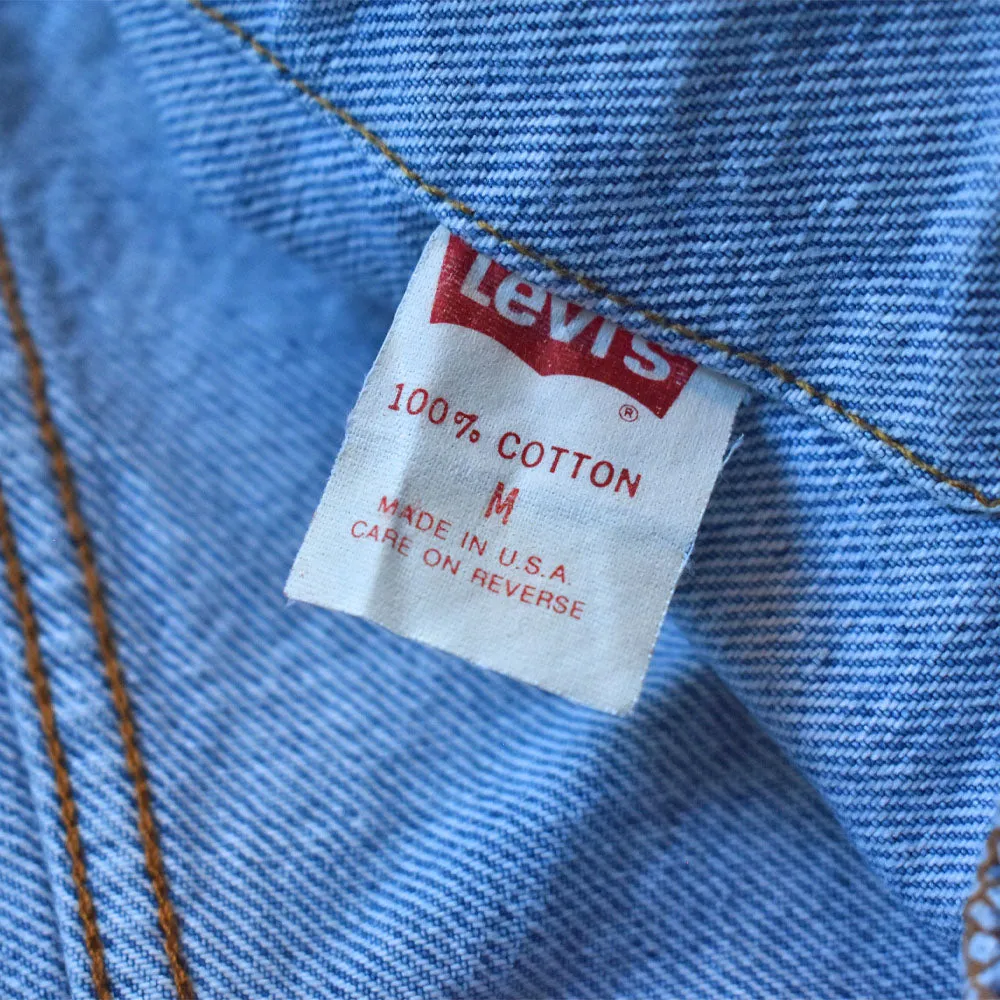 Levi's
®
100% COTTON
M
MADE IN U.S.A.
CARE ON REVERSE